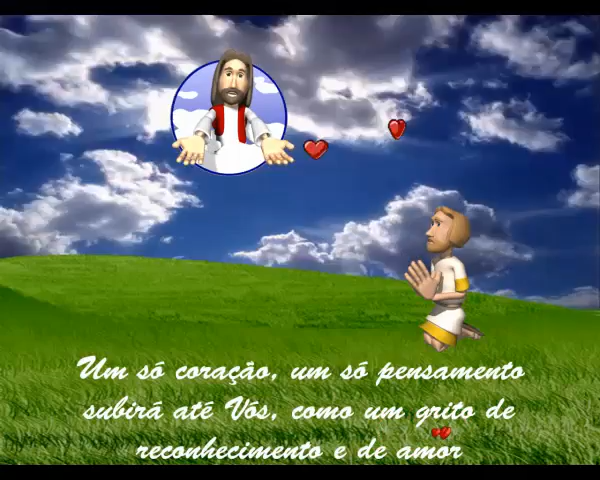 Um só coração, um só pensamento
subirá até Vós, como um grito de
reconhecimento e de amor